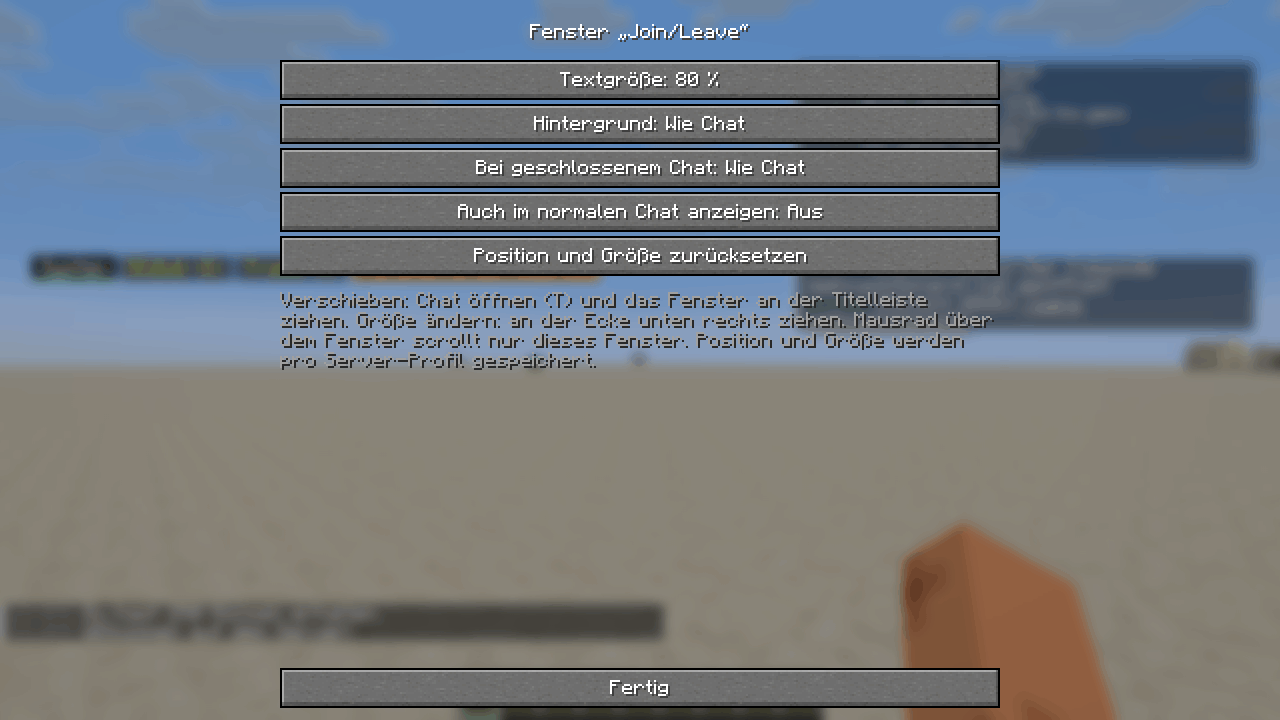 Fenster „Join/Leave“
Textgröße: 80 %
Hintergrund: Wie Chat
Bei geschlossenem Chat: Wie Chat
Auch im normalen Chat anzeigen: Aus
Position und Größe zurücksetzen
Verschieben: Chat öffnen (T) und das Fenster an der Titelleiste
ziehen. Größe ändern: an der Ecke unten rechts ziehen. Mausrad über
dem Fenster scrollt nur dieses Fenster. Position und Größe werden
pro Server-Profil gespeichert.
Fertig